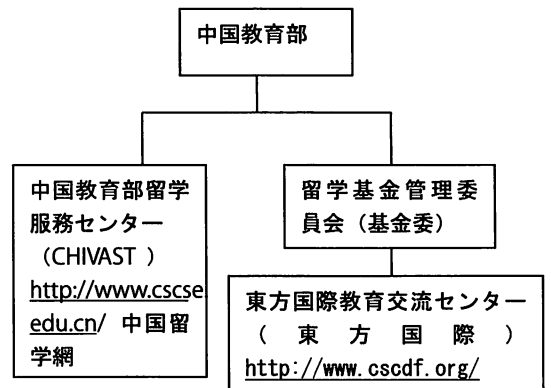 中国教育部
中国教育部留学
服務センター
（CHIVAST ）
http://www.cscse
edu.cn/ 中国留
学網
留学基金管理委
員会（基金委）
東方国際教育交流センター
（東方国際）
http://www.cscdf.org/